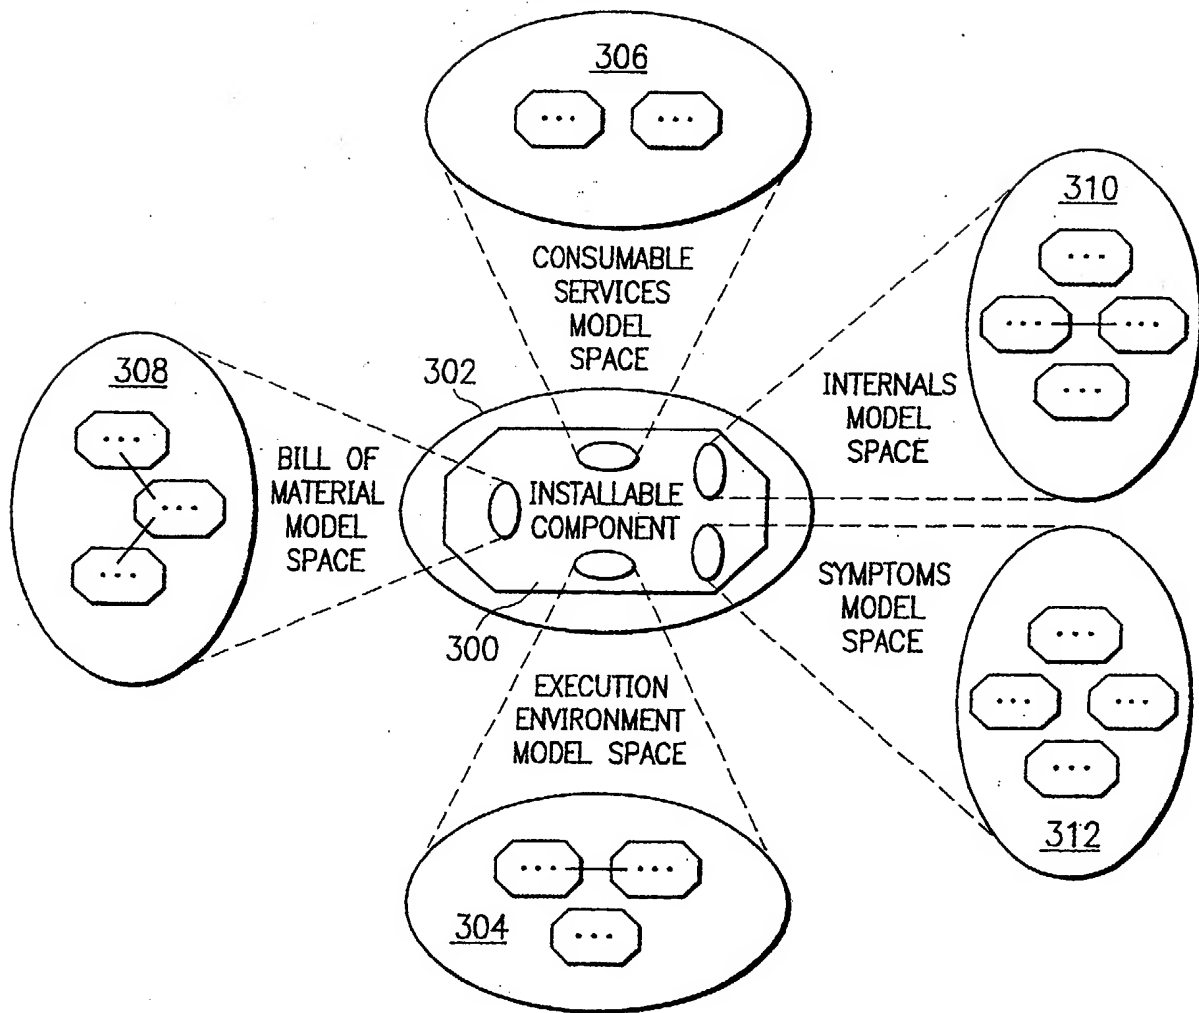 306
...
...
CONSUMABLE
SERVICES
MODEL
SPACE
310
...
...
...
...
INTERNALS
MODEL
SPACE
308
...
...
...
BILL OF
MATERIAL
MODEL
SPACE
302
INSTALLABLE
COMPONENT
300
SYMPTOMS
MODEL
SPACE
...
...
...
...
312
EXECUTION
ENVIRONMENT
MODEL SPACE
...
...
...
304